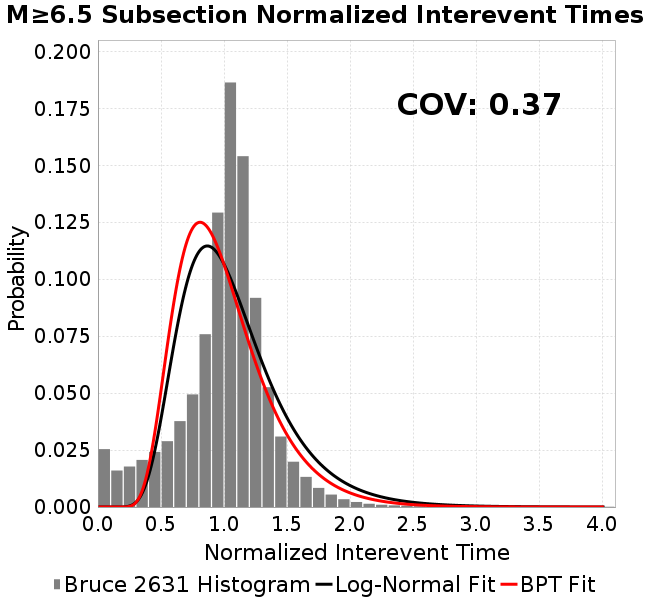 M≥6.5 Subsection Normalized Interevent Times
COV: 0.37
Probability
0.200
0.175
0.150
0.125
0.100
0.075
0.050
0.025
0.000
0.0 0.5 1.0 1.5 2.0 2.5 3.0 3.5 4.0
Normalized Interevent Time
Bruce 2631 Histogram Log-Normal Fit BPT Fit